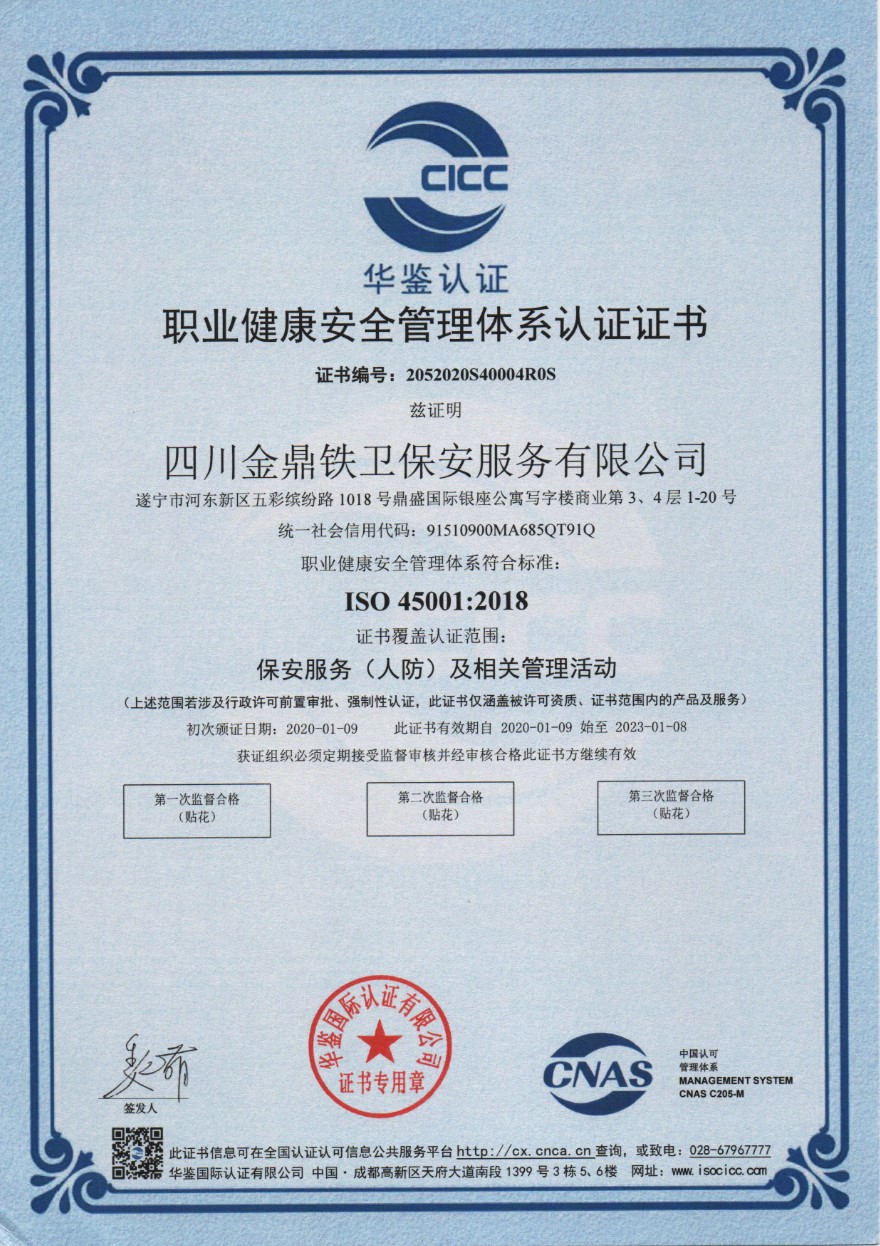 CICC
华鉴认证
职业健康安全管理体系认证证书
证书编号：2052020S40004R0S
兹证明
四川金鼎铁卫保安服务有限公司
遂宁市河东新区五彩缤纷路 1018 号鼎盛国际银座公寓写字楼商业第 3、4 层 1-20 号
统一社会信用代码：91510900MA685QT91Q
职业健康安全管理体系符合标准：
ISO 45001:2018
证书覆盖认证范围：
保安服务（人防）及相关管理活动
（上述范围若涉及行政许可前置审批、强制性认证，此证书仅涵盖被许可资质、证书范围内的产品及服务）
初次颁证日期：2020-01-09 此证书有效期自 2020-01-09 始至 2023-01-08
获证组织必须定期接受监督审核并经审核合格此证书方继续有效
第一次监督合格
（贴花）
第二次监督合格
（贴花）
第三次监督合格
（贴花）
华鉴国际认证有限公司
证书专用章
签发人
CNAS
中国认可
管理体系
MANAGEMENT SYSTEM
CNAS C205-M
此证书信息可在全国认证认可信息公共服务平台 http://cx.cnca.cn 查询，或致电：028-67967777
华鉴国际认证有限公司 中国·成都高新区天府大道南段 1399 号 3 栋 5、6楼 网址：www.isocicc.com